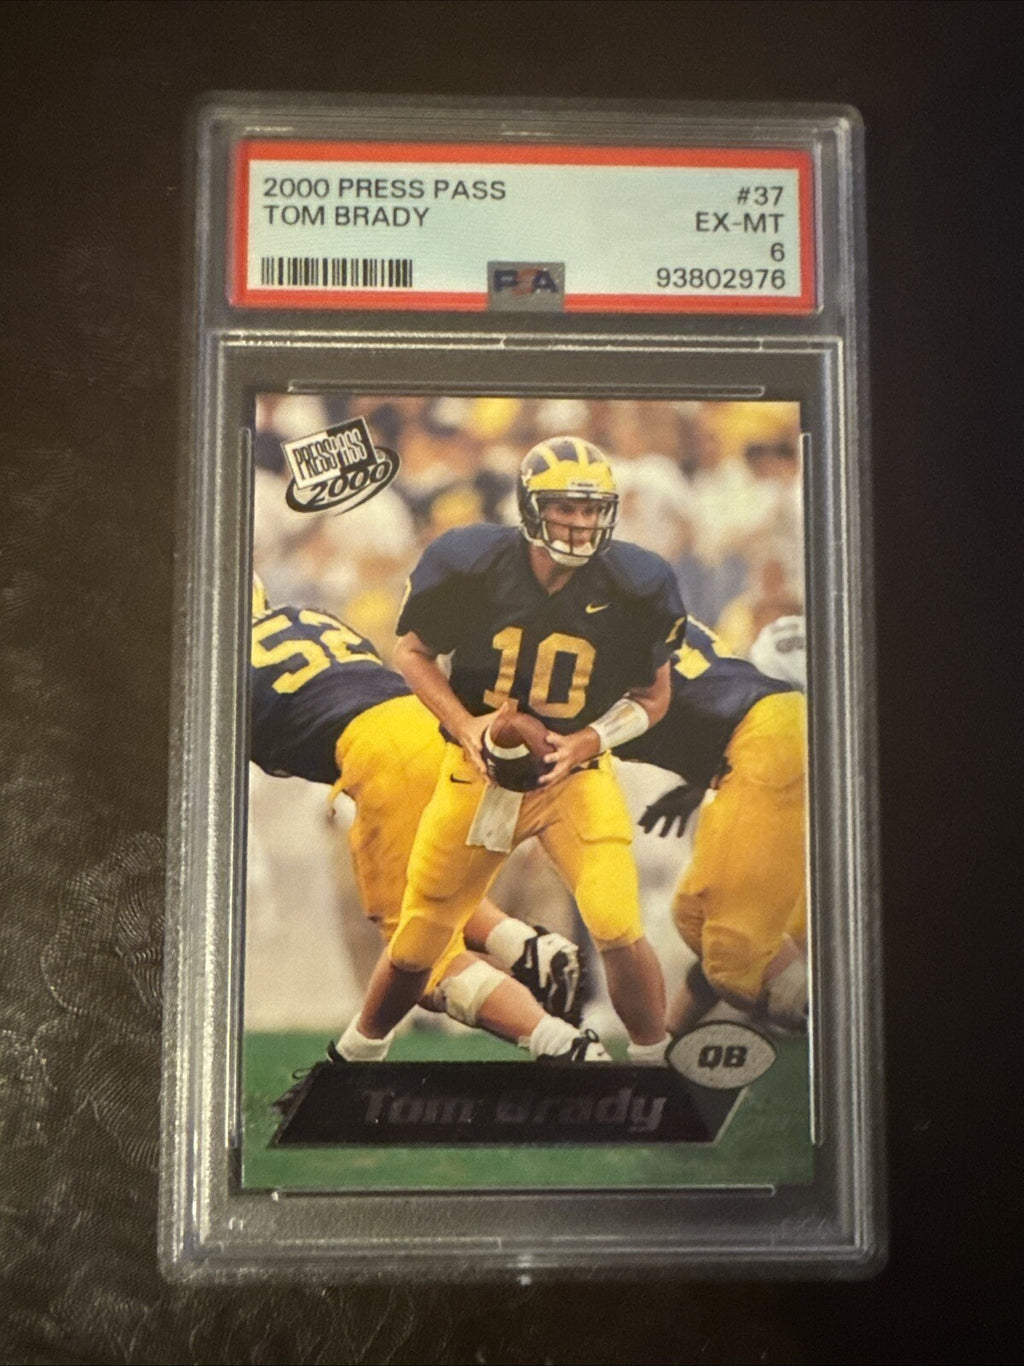 2000 PRESS PASS
#37
TOM BRADY
EX-MT
6
93802976
PSA
PRESS PASS
2000
52
10
QB
Tom Brady